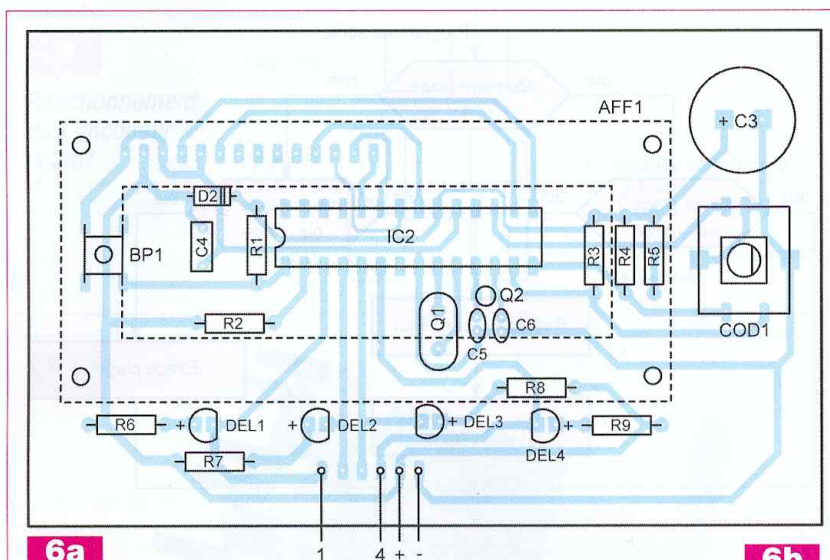 AFF1
+ C3
D2
C4
R1
IC2
BP1
R3
R4
R5
Q1
Q2
C5
C6
R2
COD1
R8
R6
+
DEL1
+
DEL2
+ DEL3
DEL4
+
R9
R7
6a
1
4
+
-
6b